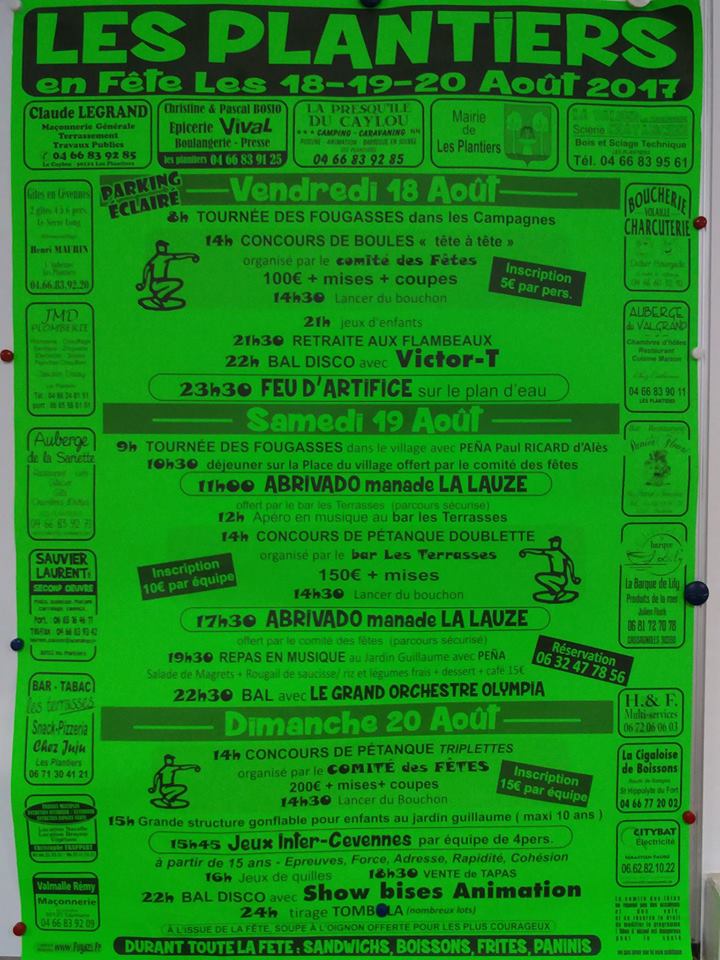 LES PLANTIERS
en Fête Les 18-19-20 Août 2017
Claude LEGRAND
Maçonnerie Générale
Terrassement
Travaux Publics
04 66 83 92 85
Christine & Pascal BOSIO
Epicerie Vival
Boulangerie - Presse
les plantiers 04 66 83 91 25
LA PRESQU'ILE
DU CAYLOU
CAMPING - CARAVANING
04 66 83 92 85
Mairie
de
Les Plantiers
Scierie
Bois et Sciage Technique
Tél. 04 66 83 95 61
PARKING
ÉCLAIRÉ
Vendredi 18 Août
8h TOURNÉE DES FOUGASSES dans les Campagnes
14h CONCOURS DE BOULES « tête à tête »
organisé par le comité des Fêtes
100€ + mises + coupes
14h30 Lancer du bouchon
Inscription
5€ par pers.
21h jeux d'enfants
21h30 RETRAITE AUX FLAMBEAUX
22h BAL DISCO avec Victor-T
23h30 FEU D'ARTIFICE sur le plan d'eau
Samedi 19 Août
9h TOURNÉE DES FOUGASSES dans le village avec PEÑA Paul RICARD d'Alès
10h30 déjeuner sur la Place du village offert par le comité des fêtes
11h00 ABRIVADO manade LA LAUZE
offert par le bar les Terrasses (parcours sécurisé)
12h Apéro en musique au bar les Terrasses
14h CONCOURS DE PÉTANQUE DOUBLETTE
organisé par le bar Les Terrasses
150€ + mises
14h30 Lancer du bouchon
Inscription
10€ par équipe
17h30 ABRIVADO manade LA LAUZE
offert par le comité des fêtes (parcours sécurisé)
19h30 REPAS EN MUSIQUE au Jardin Guillaume avec PEÑA
Salade de Magrets + Rougail de saucisse/ riz et légumes frais + dessert + café 15€
Réservation
06 32 47 78 56
22h30 BAL avec LE GRAND ORCHESTRE OLYMPIA
Dimanche 20 Août
14h CONCOURS DE PÉTANQUE TRIPLETTES
organisé par le COMITÉ des FÊTES
200€ + mises+ coupes
14h30 Lancer du Bouchon
Inscription
15€ par équipe
15h Grande structure gonflable pour enfants au jardin guillaume ( maxi 10 ans )
15h45 Jeux Inter-Cevennes par équipe de 4pers.
à partir de 15 ans - Epreuves, Force, Adresse, Rapidité, Cohésion
16h Jeux de quilles 18h30 VENTE de TAPAS
22h BAL DISCO avec Show bises Animation
24h tirage TOMBOLA (nombreux lots)
À L'ISSUE DE LA FÊTE, SOUPE À L'OIGNON OFFERTE POUR LES PLUS COURAGEUX
DURANT TOUTE LA FETE : SANDWICHS, BOISSONS, FRITES, PANINIS
Gîtes en Cévennes
2 gîtes 4 à 6 pers.
Henri MAURIN
04.66.83.92.20
JMD
PLOMBERIE
Auberge
de la Sariette
04 66 83 92 71
SAUVIER
LAURENT
SECOND OEUVRE
BAR - TABAC
les terrasses
Snack-Pizzeria
Chez Juju
Les Plantiers
06 71 30 41 21
Valmalle Rémy
Maçonnerie
04 66 83 92 09
BOUCHERIE
VOLAILLE
CHARCUTERIE
AUBERGE
du VALGRAND
Chambres d'hôtes
Restaurant
Cuisine Maison
04 66 83 90 11
LES PLANTIERS
Bar Restaurant
barque
La Barque de Lily
Produits de la mer
06 81 72 70 78
H.& F.
Multi-services
06 72 06 06 03
La Cigaloise
de Boissons
St Hippolyte du Fort
04 66 77 20 02
CITYBAT
Électricité
06.62.82.10.22